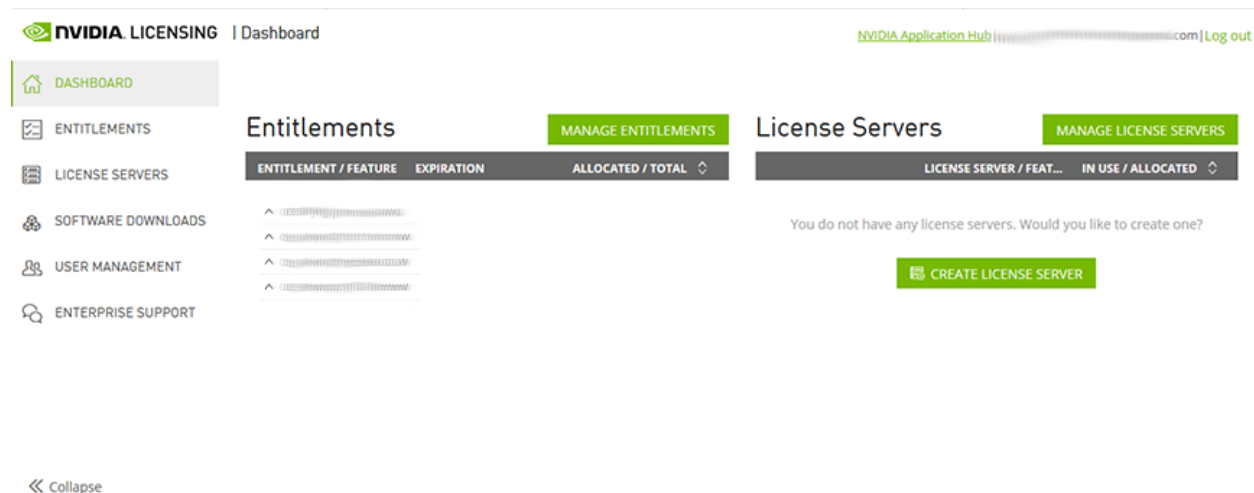 NVIDIA. LICENSING | Dashboard
NVIDIA Application Hub .com | Log out
DASHBOARD
ENTITLEMENTS
LICENSE SERVERS
SOFTWARE DOWNLOADS
USER MANAGEMENT
ENTERPRISE SUPPORT
Collapse
Entitlements
MANAGE ENTITLEMENTS
ENTITLEMENT / FEATURE EXPIRATION ALLOCATED / TOTAL
License Servers
MANAGE LICENSE SERVERS
LICENSE SERVER / FEAT... IN USE / ALLOCATED
You do not have any license servers. Would you like to create one?
CREATE LICENSE SERVER